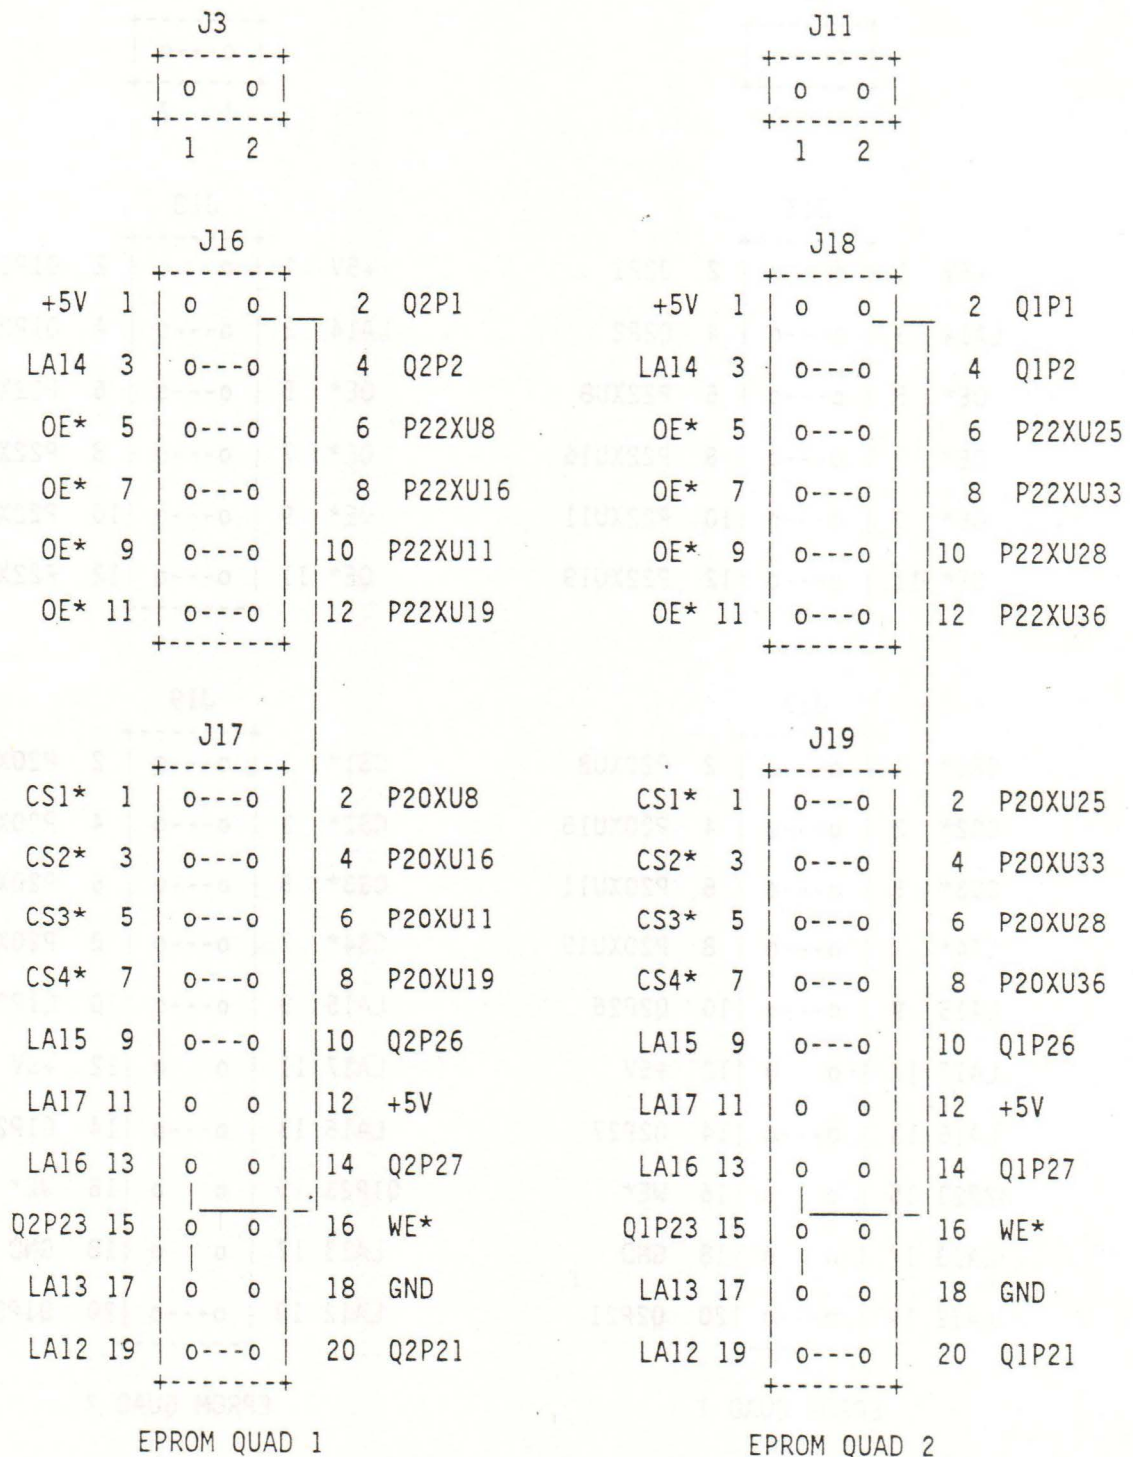 J3 J11
+-------+ +-------+
| o o | | o o |
+-------+ +-------+
1 2 1 2
J16 J18
+-------+ +-------+
+5V 1 | o o_|__ 2 Q2P1 +5V 1 | o o_|__ 2 Q1P1
LA14 3 | o---o | | 4 Q2P2 LA14 3 | o---o | | 4 Q1P2
OE* 5 | o---o | | 6 P22XU8 OE* 5 | o---o | | 6 P22XU25
OE* 7 | o---o | | 8 P22XU16 OE* 7 | o---o | | 8 P22XU33
OE* 9 | o---o | |10 P22XU11 OE* 9 | o---o | |10 P22XU28
OE* 11 | o---o | |12 P22XU19 OE* 11 | o---o | |12 P22XU36
+-------+ +-------+
J17 J19
+-------+ +-------+
CS1* 1 | o---o | | 2 P20XU8 CS1* 1 | o---o | | 2 P20XU25
CS2* 3 | o---o | | 4 P20XU16 CS2* 3 | o---o | | 4 P20XU33
CS3* 5 | o---o | | 6 P20XU11 CS3* 5 | o---o | | 6 P20XU28
CS4* 7 | o---o | | 8 P20XU19 CS4* 7 | o---o | | 8 P20XU36
LA15 9 | o---o | |10 Q2P26 LA15 9 | o---o | |10 Q1P26
LA17 11 | o o | |12 +5V LA17 11 | o o | |12 +5V
LA16 13 | o o | |14 Q2P27 LA16 13 | o o | |14 Q1P27
Q2P23 15 | o o | 16 WE* Q1P23 15 | o o | 16 WE*
LA13 17 | o o | 18 GND LA13 17 | o o | 18 GND
LA12 19 | o---o | 20 Q2P21 LA12 19 | o---o | 20 Q1P21
+-------+ +-------+
EPROM QUAD 1 EPROM QUAD 2